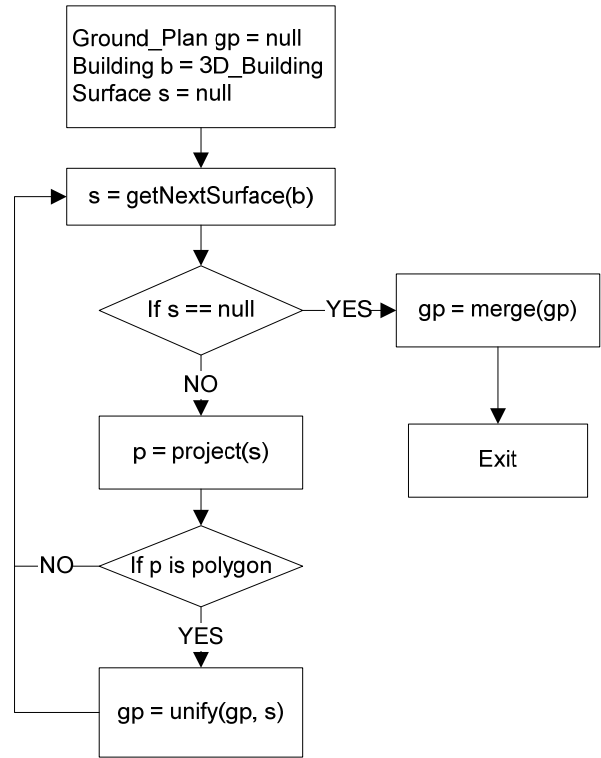 Ground_Plan gp = null
Building b = 3D_Building
Surface s = null
s = getNextSurface(b)
If s == null
YES
gp = merge(gp)
NO
p = project(s)
Exit
If p is polygon
NO
YES
gp = unify(gp, s)